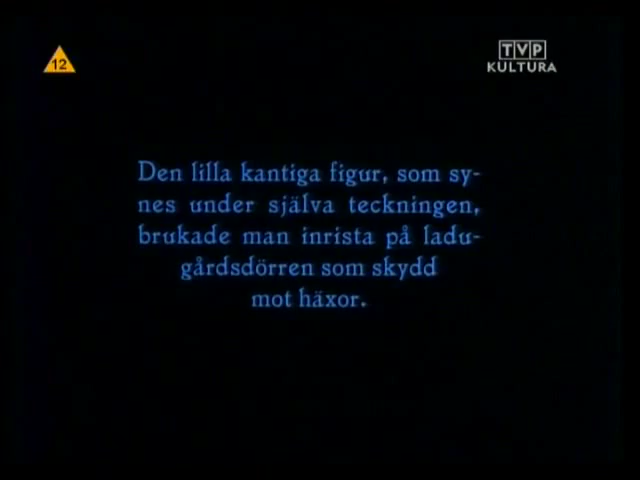 12
TVP
KULTURA
Den lilla kantiga figur, som sy-
nes under själva teckningen,
brukade man inrista på ladu-
gårdsdörren som skydd
mot häxor.